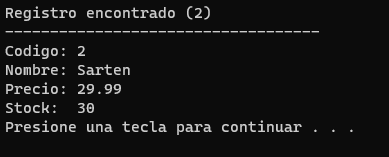 Registro encontrado (2)
-----------------------------------
Codigo: 2
Nombre: Sarten
Precio: 29.99
Stock:  30
Presione una tecla para continuar . . .